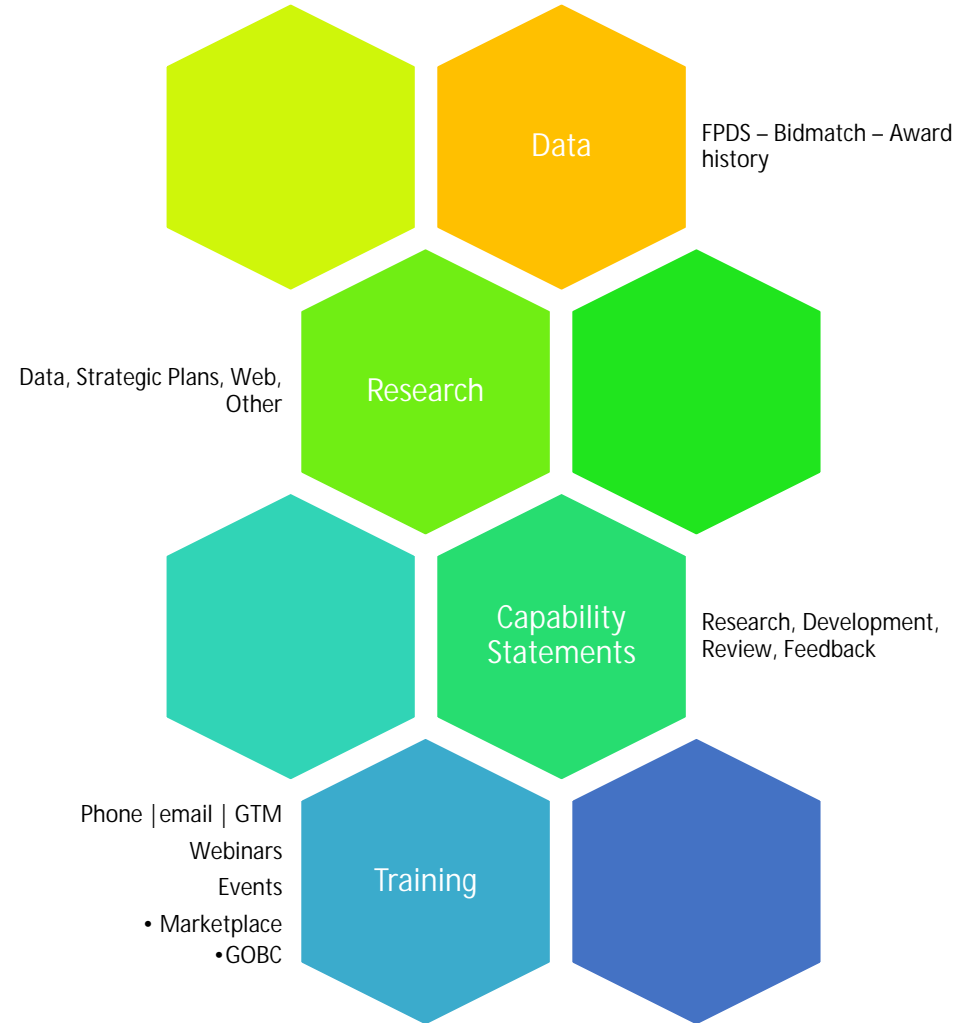 Data
FPDS – Bidmatch – Award
history
Research
Data, Strategic Plans, Web,
Other
Capability
Statements
Research, Development,
Review, Feedback
Training
Phone |email | GTM
Webinars
Events
• Marketplace
•GOBC